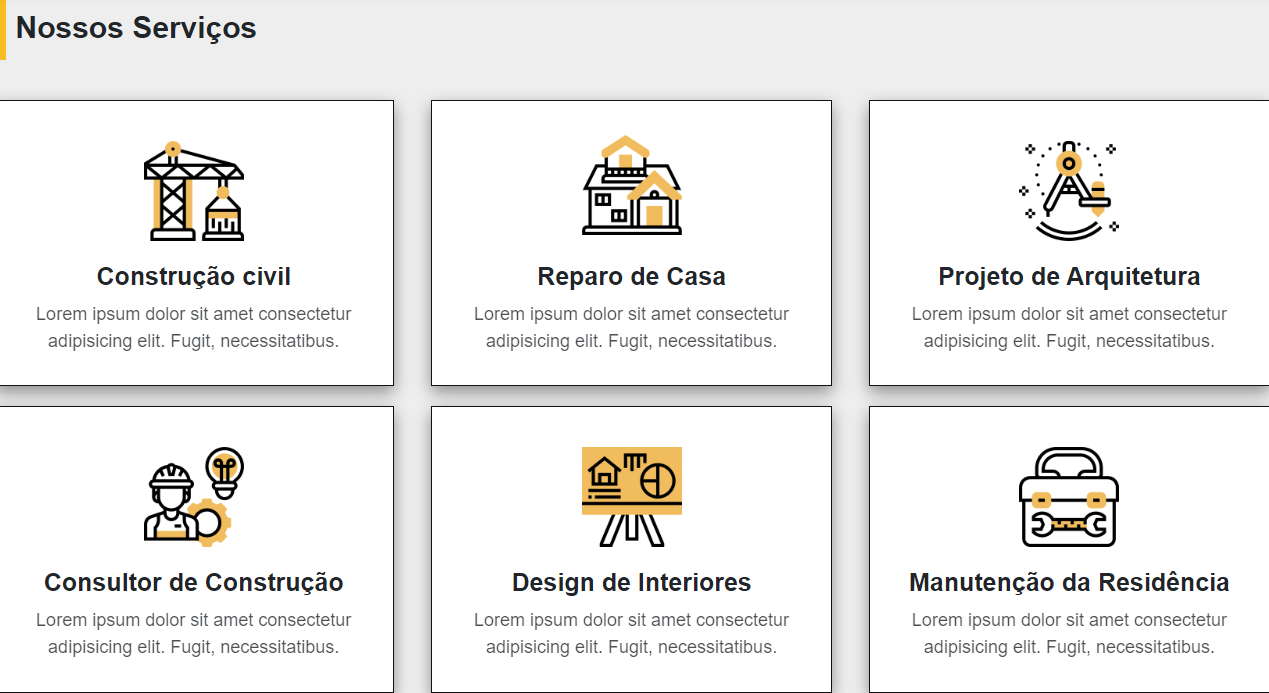 Nossos Serviços
Construção civil
Lorem ipsum dolor sit amet consectetur
adipisicing elit. Fugit, necessitatibus.
Reparo de Casa
Lorem ipsum dolor sit amet consectetur
adipisicing elit. Fugit, necessitatibus.
Projeto de Arquitetura
Lorem ipsum dolor sit amet consectetur
adipisicing elit. Fugit, necessitatibus.
Consultor de Construção
Lorem ipsum dolor sit amet consectetur
adipisicing elit. Fugit, necessitatibus.
Design de Interiores
Lorem ipsum dolor sit amet consectetur
adipisicing elit. Fugit, necessitatibus.
Manutenção da Residência
Lorem ipsum dolor sit amet consectetur
adipisicing elit. Fugit, necessitatibus.